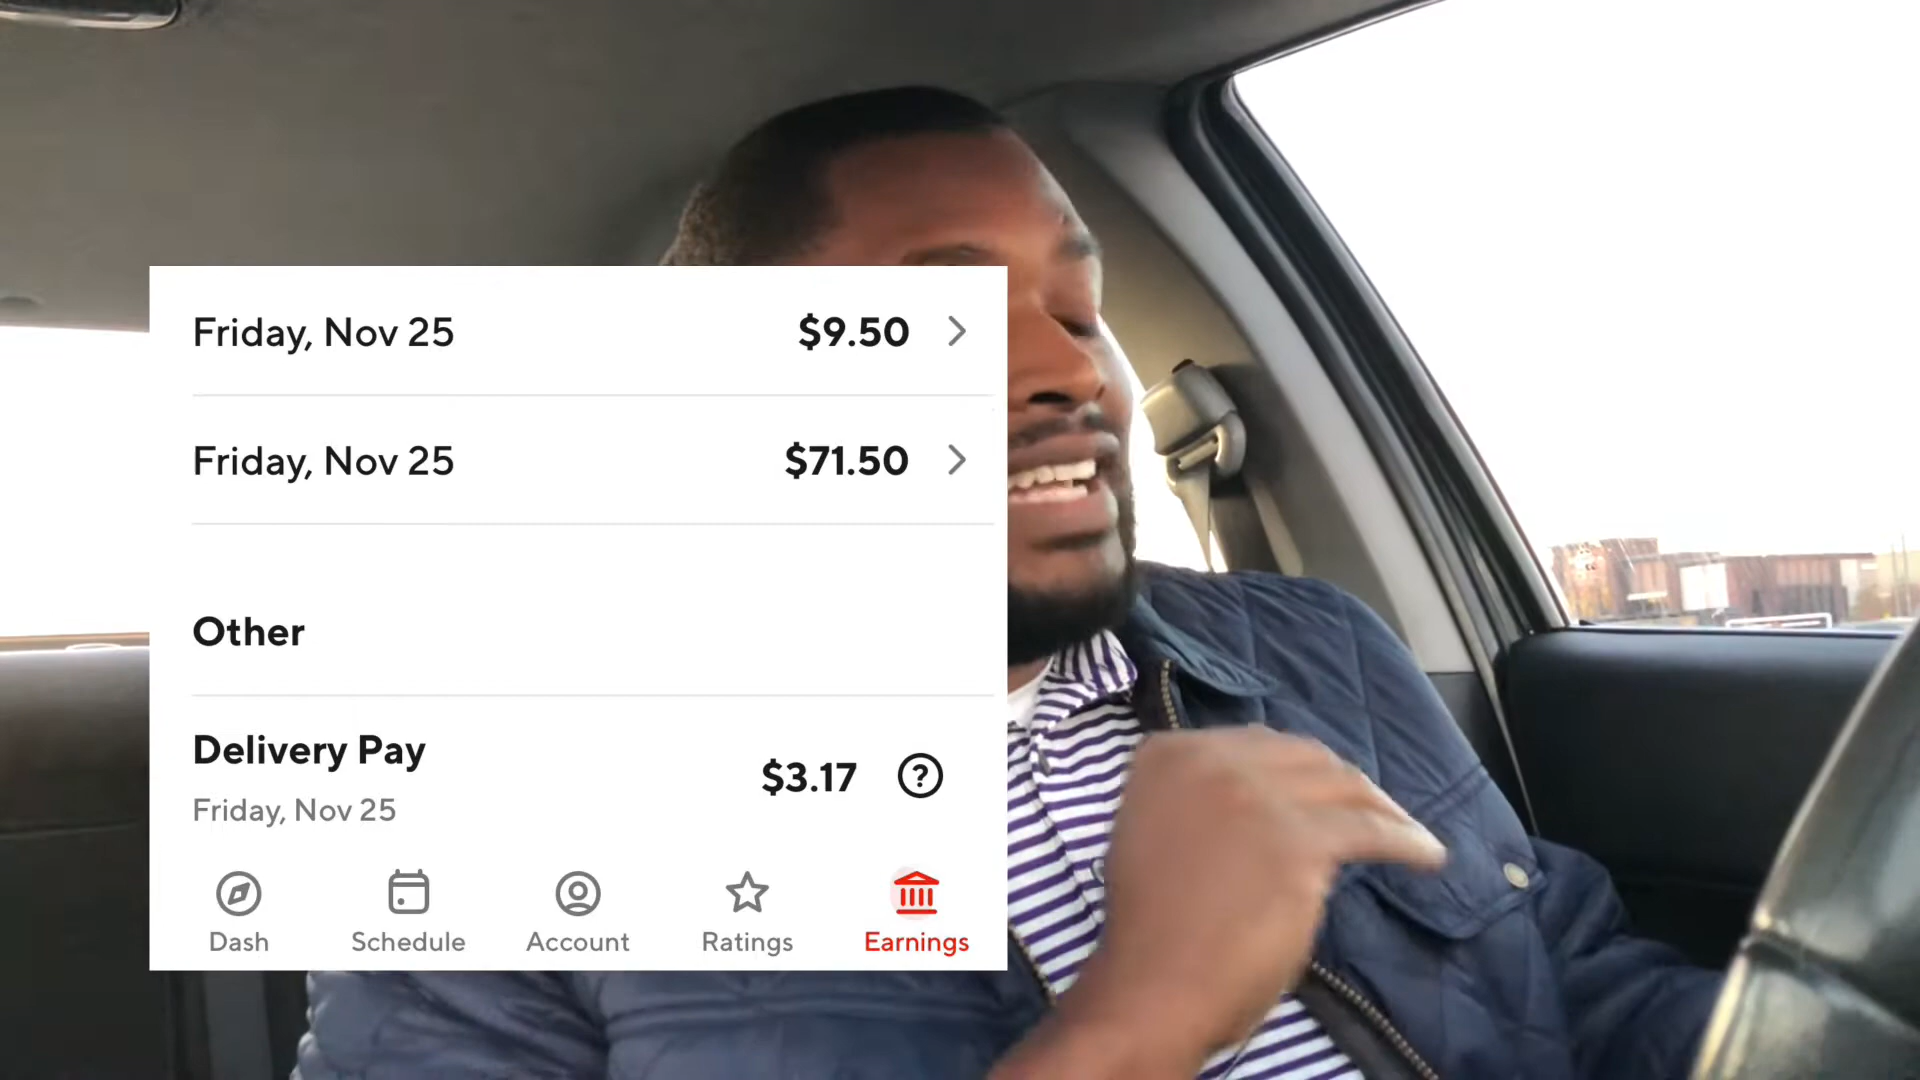 Friday, Nov 25 $9.50
Friday, Nov 25 $71.50
Other
Delivery Pay $3.17
Friday, Nov 25
Dash Schedule Account Ratings Earnings